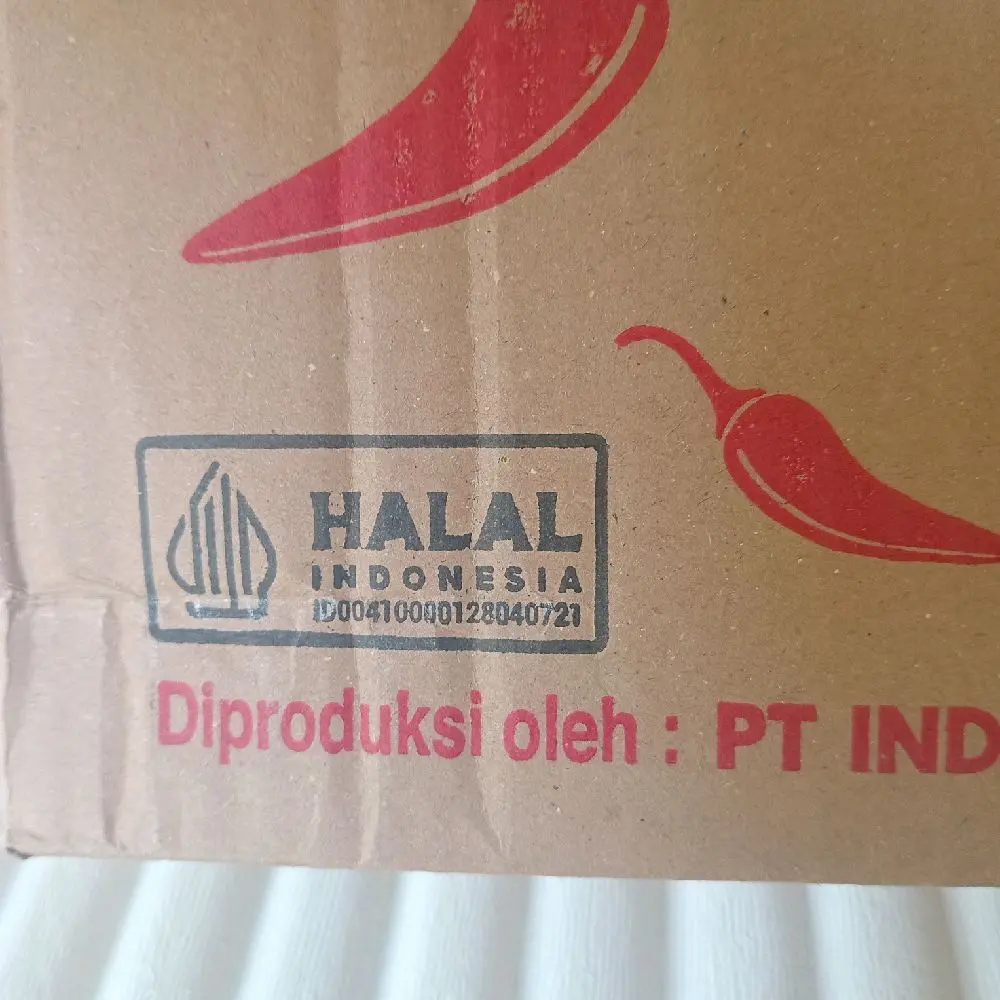 HALAL
INDONESIA
ID00410000128040721
Diproduksi oleh : PT IND